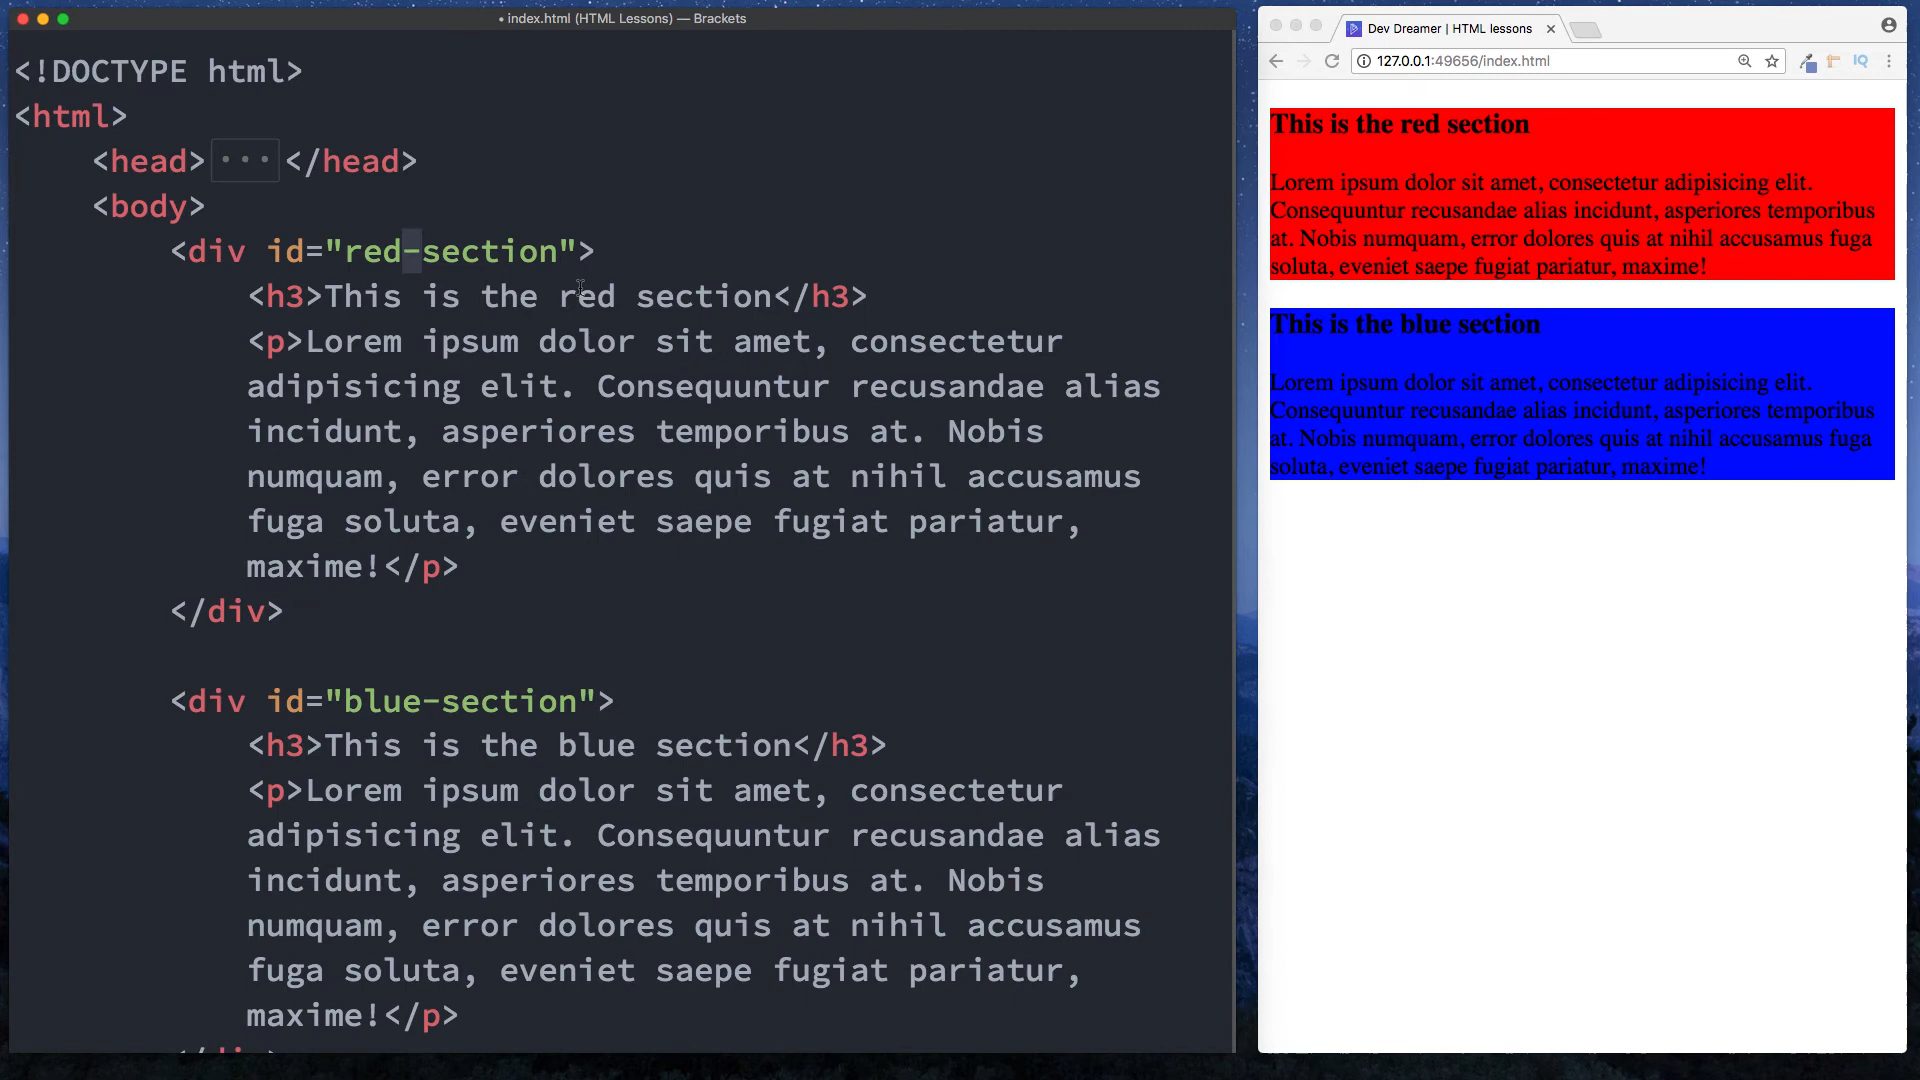 • index.html (HTML Lessons) — Brackets
<!DOCTYPE html>
<html>
<head>···</head>
<body>
<div id="red-section">
<h3>This is the red section</h3>
<p>Lorem ipsum dolor sit amet, consectetur
adipisicing elit. Consequuntur recusandae alias
incidunt, asperiores temporibus at. Nobis
numquam, error dolores quis at nihil accusamus
fuga soluta, eveniet saepe fugiat pariatur,
maxime!</p>
</div>
<div id="blue-section">
<h3>This is the blue section</h3>
<p>Lorem ipsum dolor sit amet, consectetur
adipisicing elit. Consequuntur recusandae alias
incidunt, asperiores temporibus at. Nobis
numquam, error dolores quis at nihil accusamus
fuga soluta, eveniet saepe fugiat pariatur,
maxime!</p>
Dev Dreamer | HTML lessons
127.0.0.1:49656/index.html
IQ
This is the red section
Lorem ipsum dolor sit amet, consectetur adipisicing elit.
Consequuntur recusandae alias incidunt, asperiores temporibus
at. Nobis numquam, error dolores quis at nihil accusamus fuga
soluta, eveniet saepe fugiat pariatur, maxime!
This is the blue section
Lorem ipsum dolor sit amet, consectetur adipisicing elit.
Consequuntur recusandae alias incidunt, asperiores temporibus
at. Nobis numquam, error dolores quis at nihil accusamus fuga
soluta, eveniet saepe fugiat pariatur, maxime!